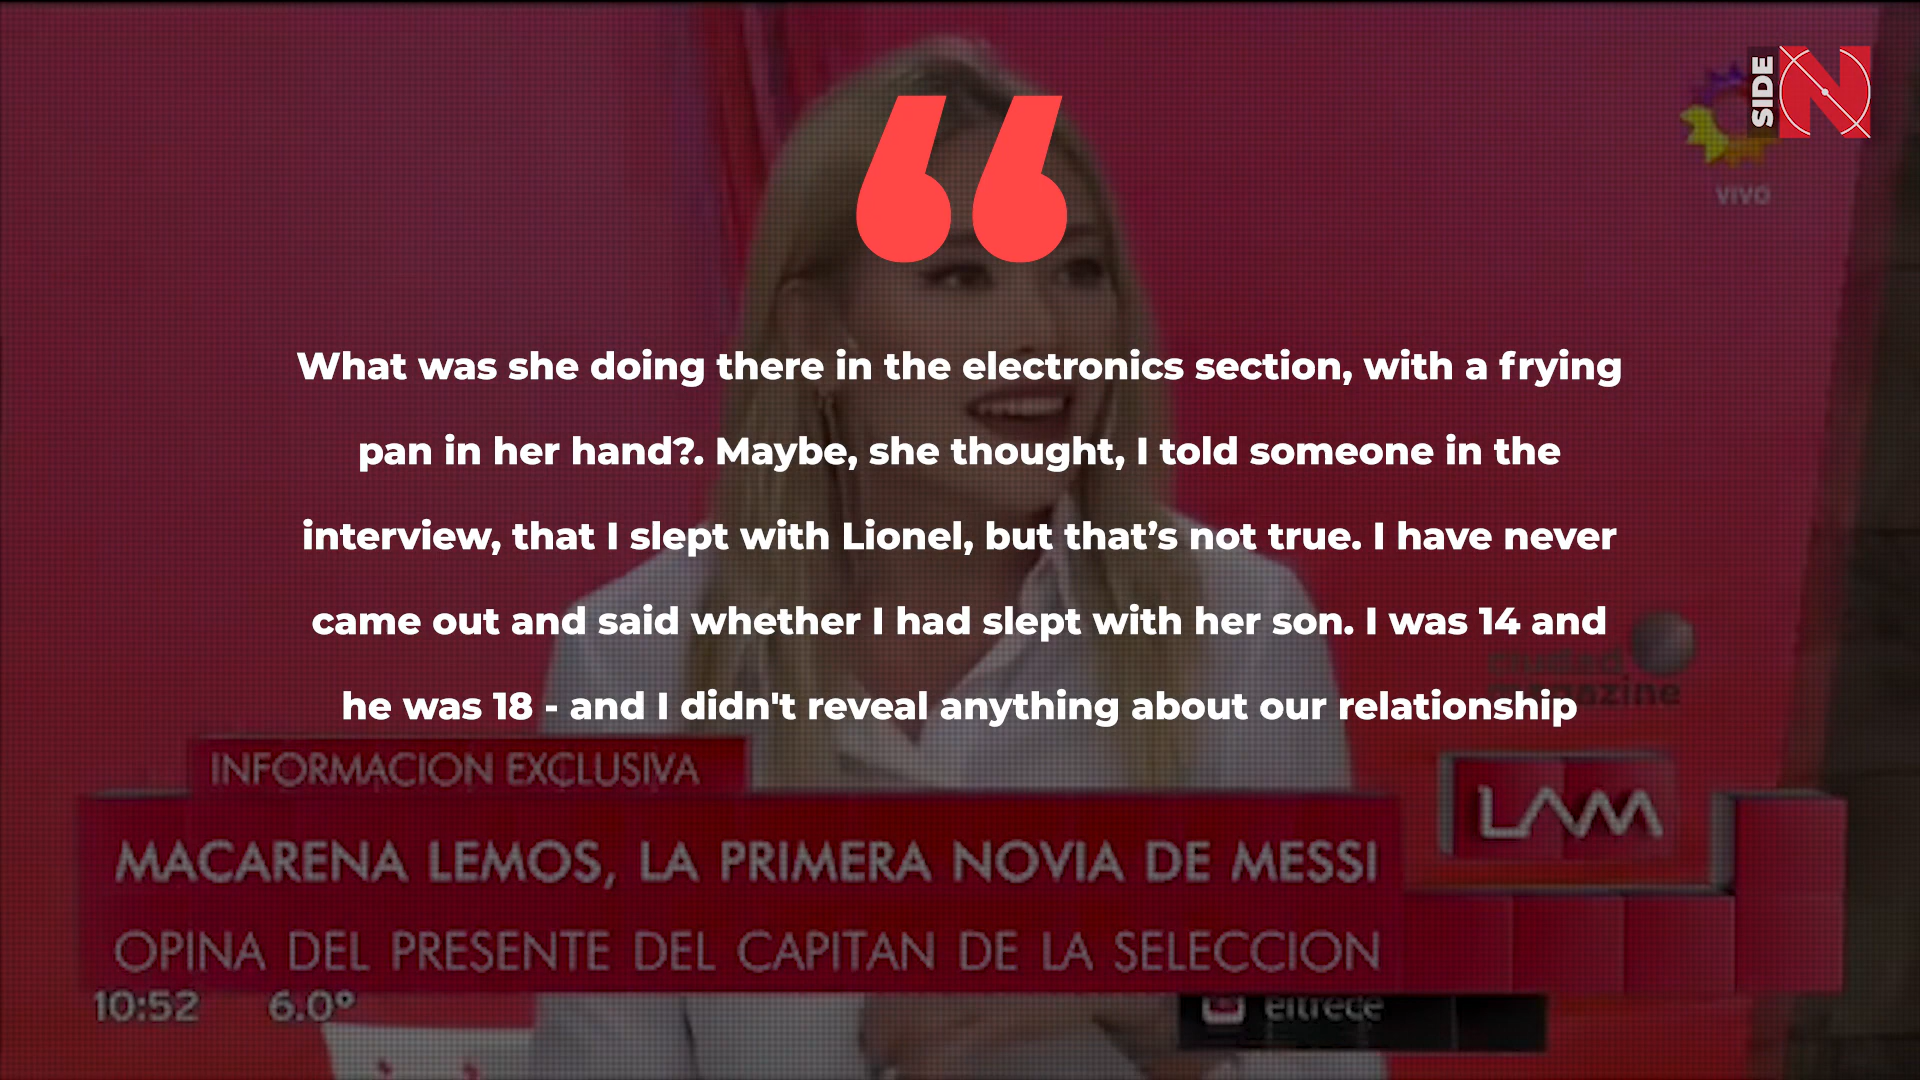 SIDE N
VIVO
“
What was she doing there in the electronics section, with a frying
pan in her hand?. Maybe, she thought, I told someone in the
interview, that I slept with Lionel, but that’s not true. I have never
came out and said whether I had slept with her son. I was 14 and
he was 18 - and I didn't reveal anything about our relationship
ciudad
magazine
INFORMACION EXCLUSIVA
LAM
MACARENA LEMOS, LA PRIMERA NOVIA DE MESSI
OPINA DEL PRESENTE DEL CAPITAN DE LA SELECCION
10:52 6.0°
eltrece